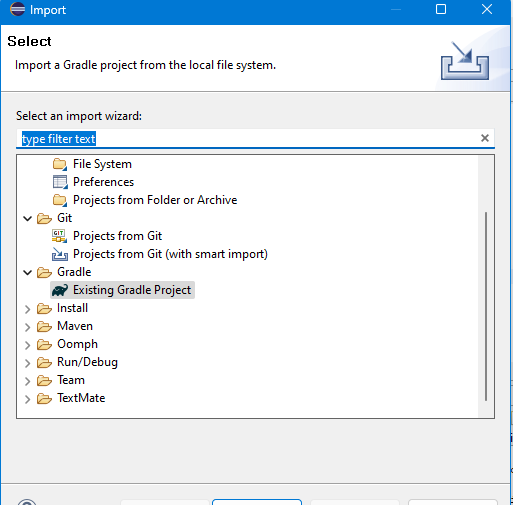 Import
Select
Import a Gradle project from the local file system.
Select an import wizard:
type filter text
File System
Preferences
Projects from Folder or Archive
Git
Projects from Git
Projects from Git (with smart import)
Gradle
Existing Gradle Project
Install
Maven
Oomph
Run/Debug
Team
TextMate